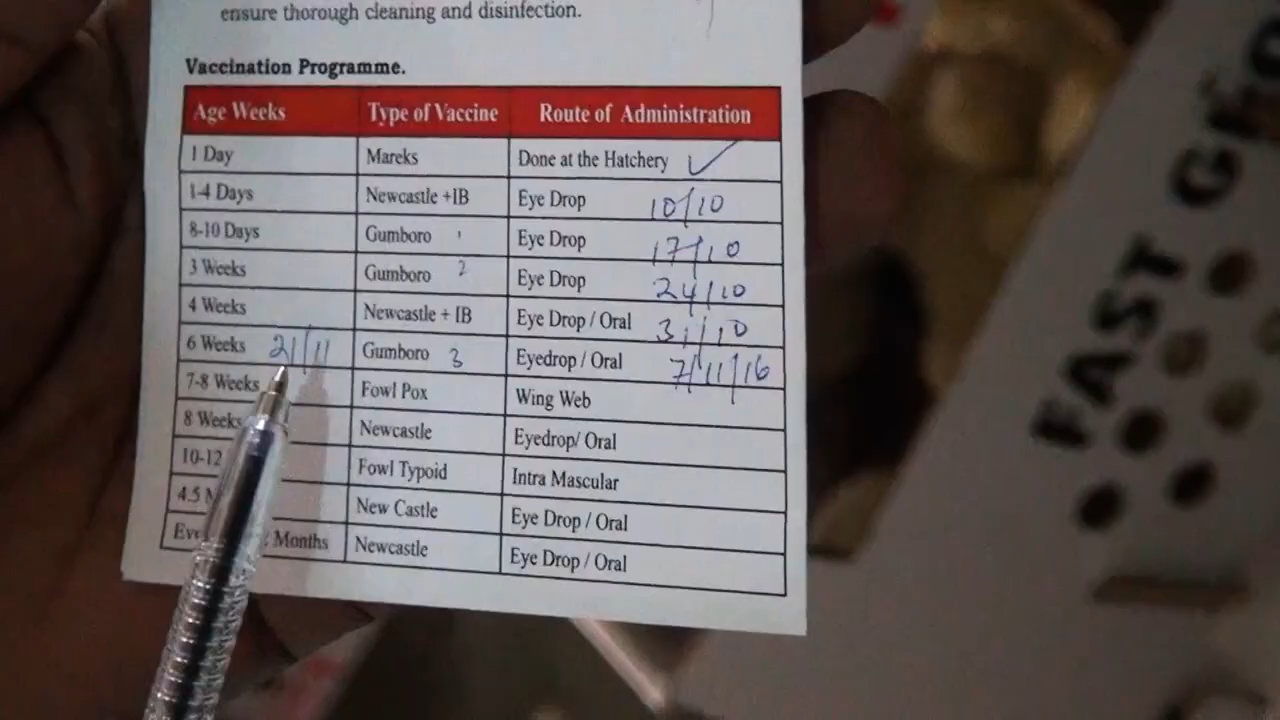 ensure thorough cleaning and disinfection.
Vaccination Programme.
Age Weeks Type of Vaccine Route of Administration
1 Day Mareks Done at the Hatchery ✓
1-4 Days Newcastle +IB Eye Drop 10/10
8-10 Days Gumboro 1 Eye Drop 17/10
3 Weeks Gumboro 2 Eye Drop 24/10
4 Weeks Newcastle + IB Eye Drop / Oral 31/10
6 Weeks 21/11 Gumboro 3 Eyedrop / Oral 7/11/16
7-8 Weeks Fowl Pox Wing Web
8 Weeks Newcastle Eyedrop/ Oral
10-12 Fowl Typoid Intra Mascular
4.5 New Castle Eye Drop / Oral
Months Newcastle Eye Drop / Oral
FAST